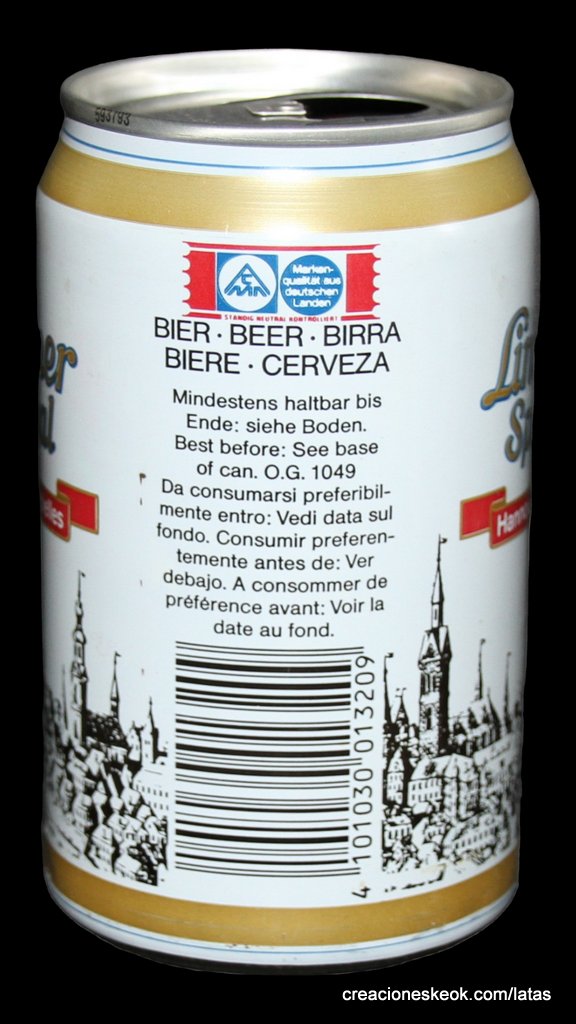 593793
Marken-
qualität aus
deutschen
Landen
CMA
STÄNDIG NEUTRAL KONTROLLIERT
BIER · BEER · BIRRA
BIERE · CERVEZA
Mindestens haltbar bis
Ende: siehe Boden.
Best before: See base
of can. O.G. 1049
Da consumarsi preferibil-
mente entro: Vedi data sul
fondo. Consumir preferen-
temente antes de: Ver
debajo. A consommer de
préférence avant: Voir la
date au fond.
4 101030 013209
creacioneskeok.com/latas